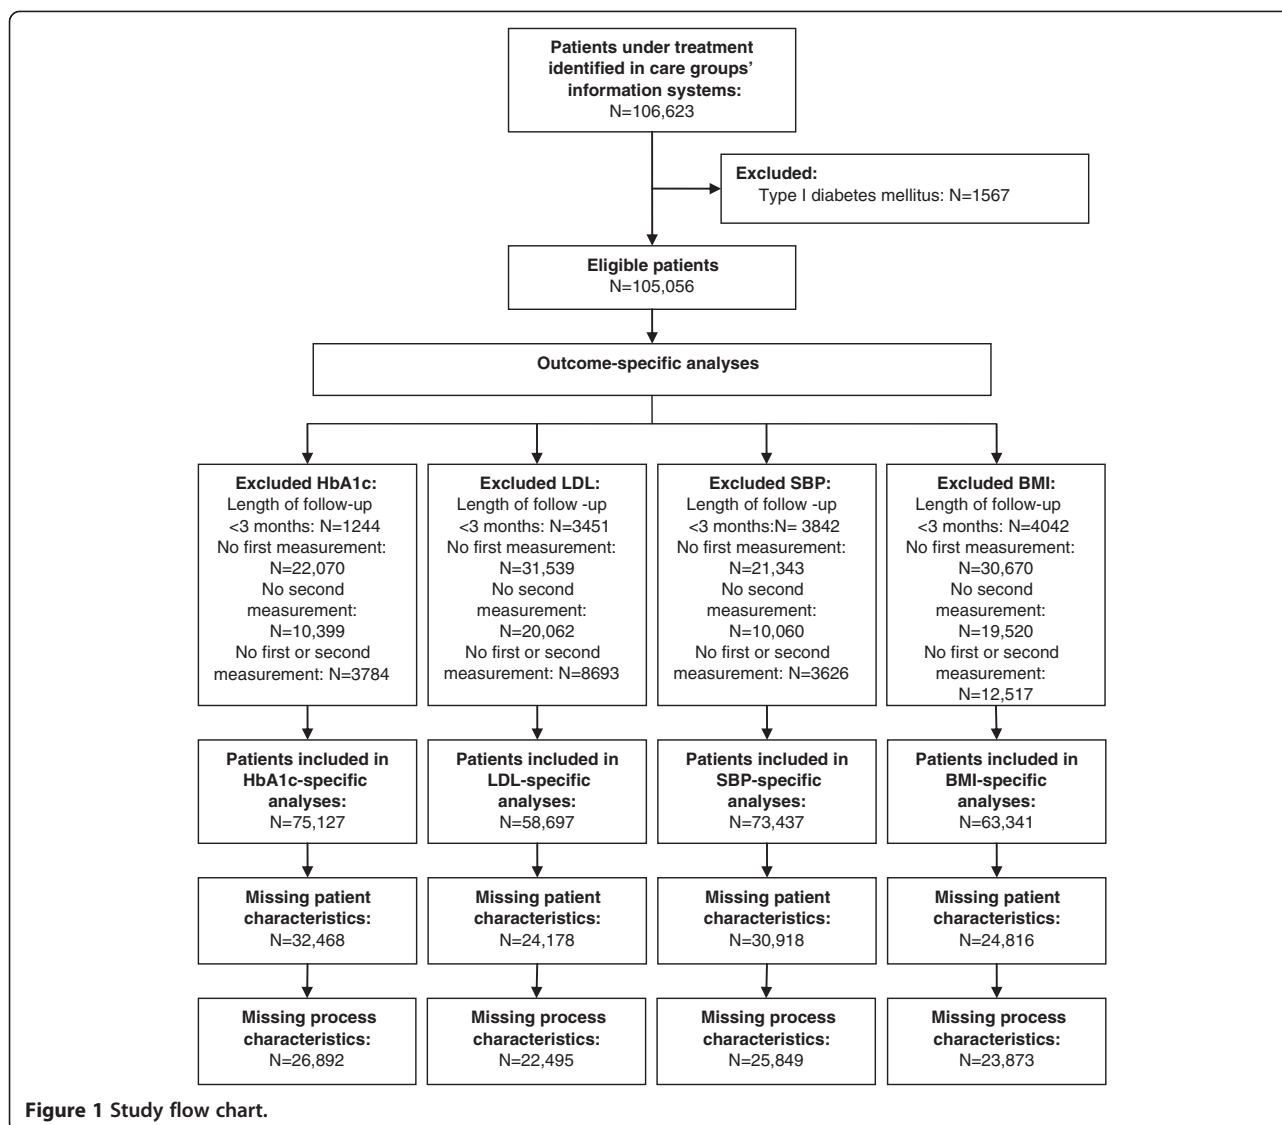 Patients under treatment
identified in care groups’
information systems:
N=106,623
Excluded:
Type I diabetes mellitus: N=1567
Eligible patients
N=105,056
Outcome-specific analyses
Excluded HbA1c:
Length of follow-up
<3 months: N=1244
No first measurement:
N=22,070
No second
measurement:
N=10,399
No first or second
measurement: N=3784
Excluded LDL:
Length of follow -up
<3 months: N=3451
No first measurement:
N=31,539
No second
measurement:
N=20,062
No first or second
measurement: N=8693
Excluded SBP:
Length of follow -up
<3 months:N= 3842
No first measurement:
N=21,343
No second
measurement:
N=10,060
No first or second
measurement: N=3626
Excluded BMI:
Length of follow-up
<3 months: N=4042
No first measurement:
N=30,670
No second
measurement:
N=19,520
No first or second
measurement:
N=12,517
Patients included in
HbA1c-specific
analyses:
N=75,127
Patients included in
LDL-specific
analyses:
N=58,697
Patients included in
SBP-specific
analyses:
N=73,437
Patients included in
BMI-specific
analyses:
N=63,341
Missing patient
characteristics:
N=32,468
Missing patient
characteristics:
N=24,178
Missing patient
characteristics:
N=30,918
Missing patient
characteristics:
N=24,816
Missing process
characteristics:
N=26,892
Missing process
characteristics:
N=22,495
Missing process
characteristics:
N=25,849
Missing process
characteristics:
N=23,873
Figure 1 Study flow chart.